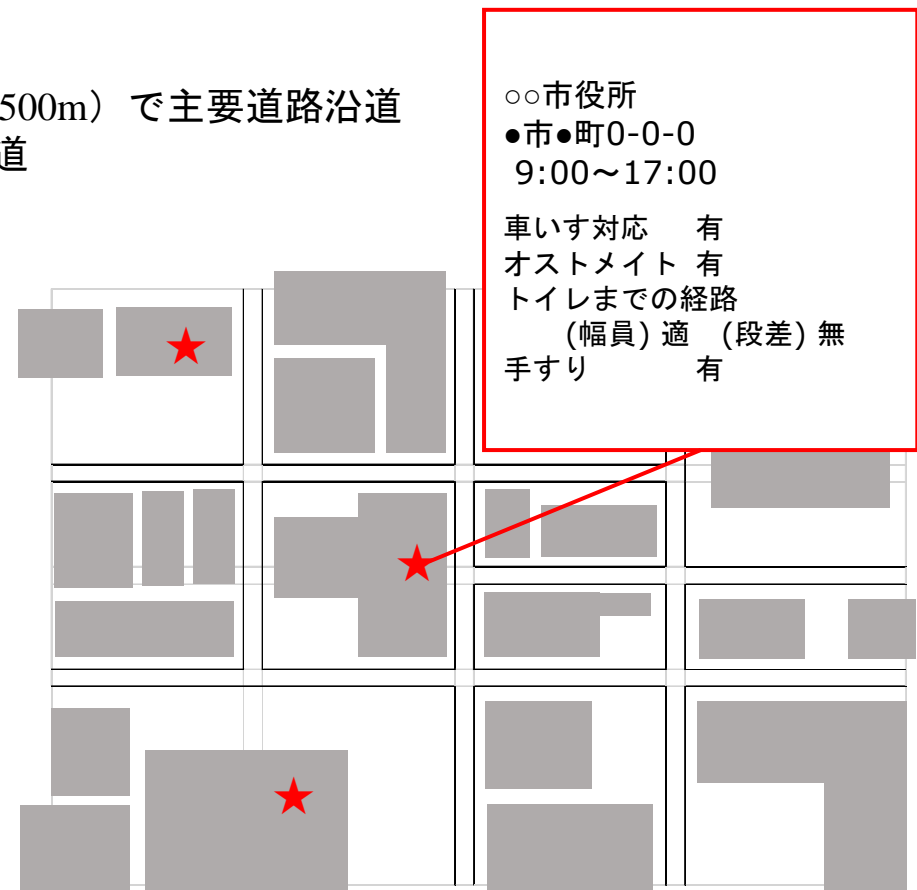 500m）で主要道路沿道
道
○○市役所
●市●町0-0-0
9:00～17:00
車いす対応　有
オストメイト 有
トイレまでの経路
(幅員) 適　(段差) 無
手すり　有